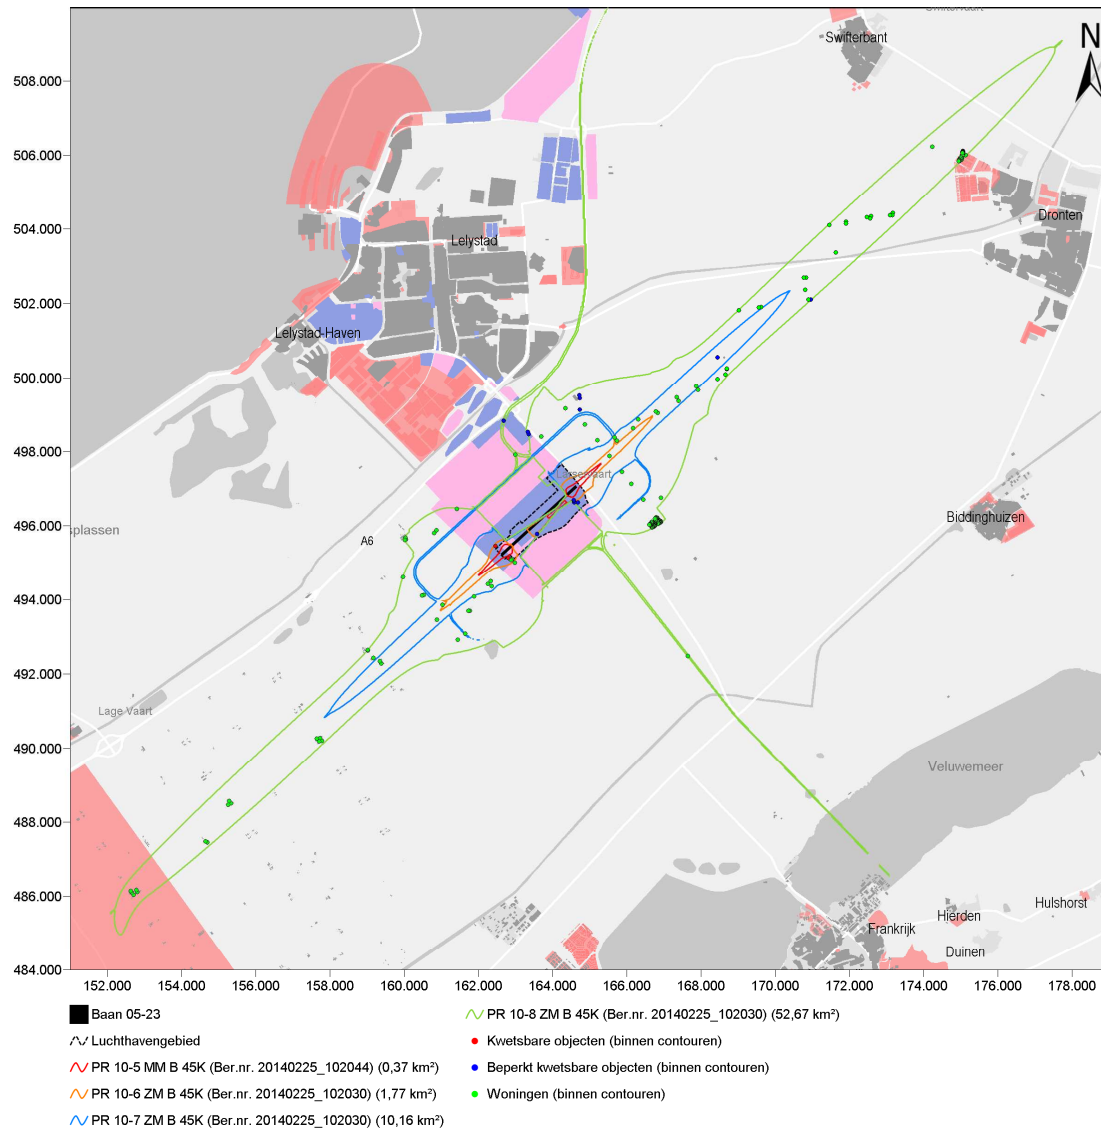 Swifterbant
N
508.000
506.000
504.000
502.000
500.000
498.000
496.000
494.000
492.000
490.000
488.000
486.000
484.000
Dronten
Lelystad
Lelystad-Haven
Biddinghuizen
A6
Lage Vaart
Veluwemeer
Hulshorst
Hierden
Frankrijk
Duinen
152.000 154.000 156.000 158.000 160.000 162.000 164.000 166.000 168.000 170.000 172.000 174.000 176.000 178.000
Baan 05-23
Luchthavengebied
PR 10-5 MM B 45K (Ber.nr. 20140225_102044) (0,37 km²)
PR 10-6 ZM B 45K (Ber.nr. 20140225_102030) (1,77 km²)
PR 10-7 ZM B 45K (Ber.nr. 20140225_102030) (10,16 km²)
PR 10-8 ZM B 45K (Ber.nr. 20140225_102030) (52,67 km²)
Kwetsbare objecten (binnen contouren)
Beperkt kwetsbare objecten (binnen contouren)
Woningen (binnen contouren)